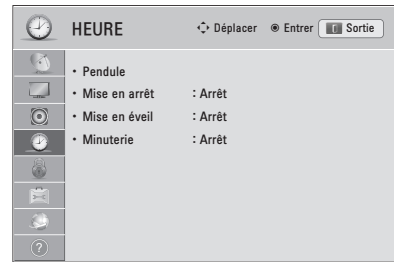 HEURE Déplacer Entrer Sortie
• Pendule
• Mise en arrêt : Arrêt
• Mise en éveil : Arrêt
• Minuterie : Arrêt
?